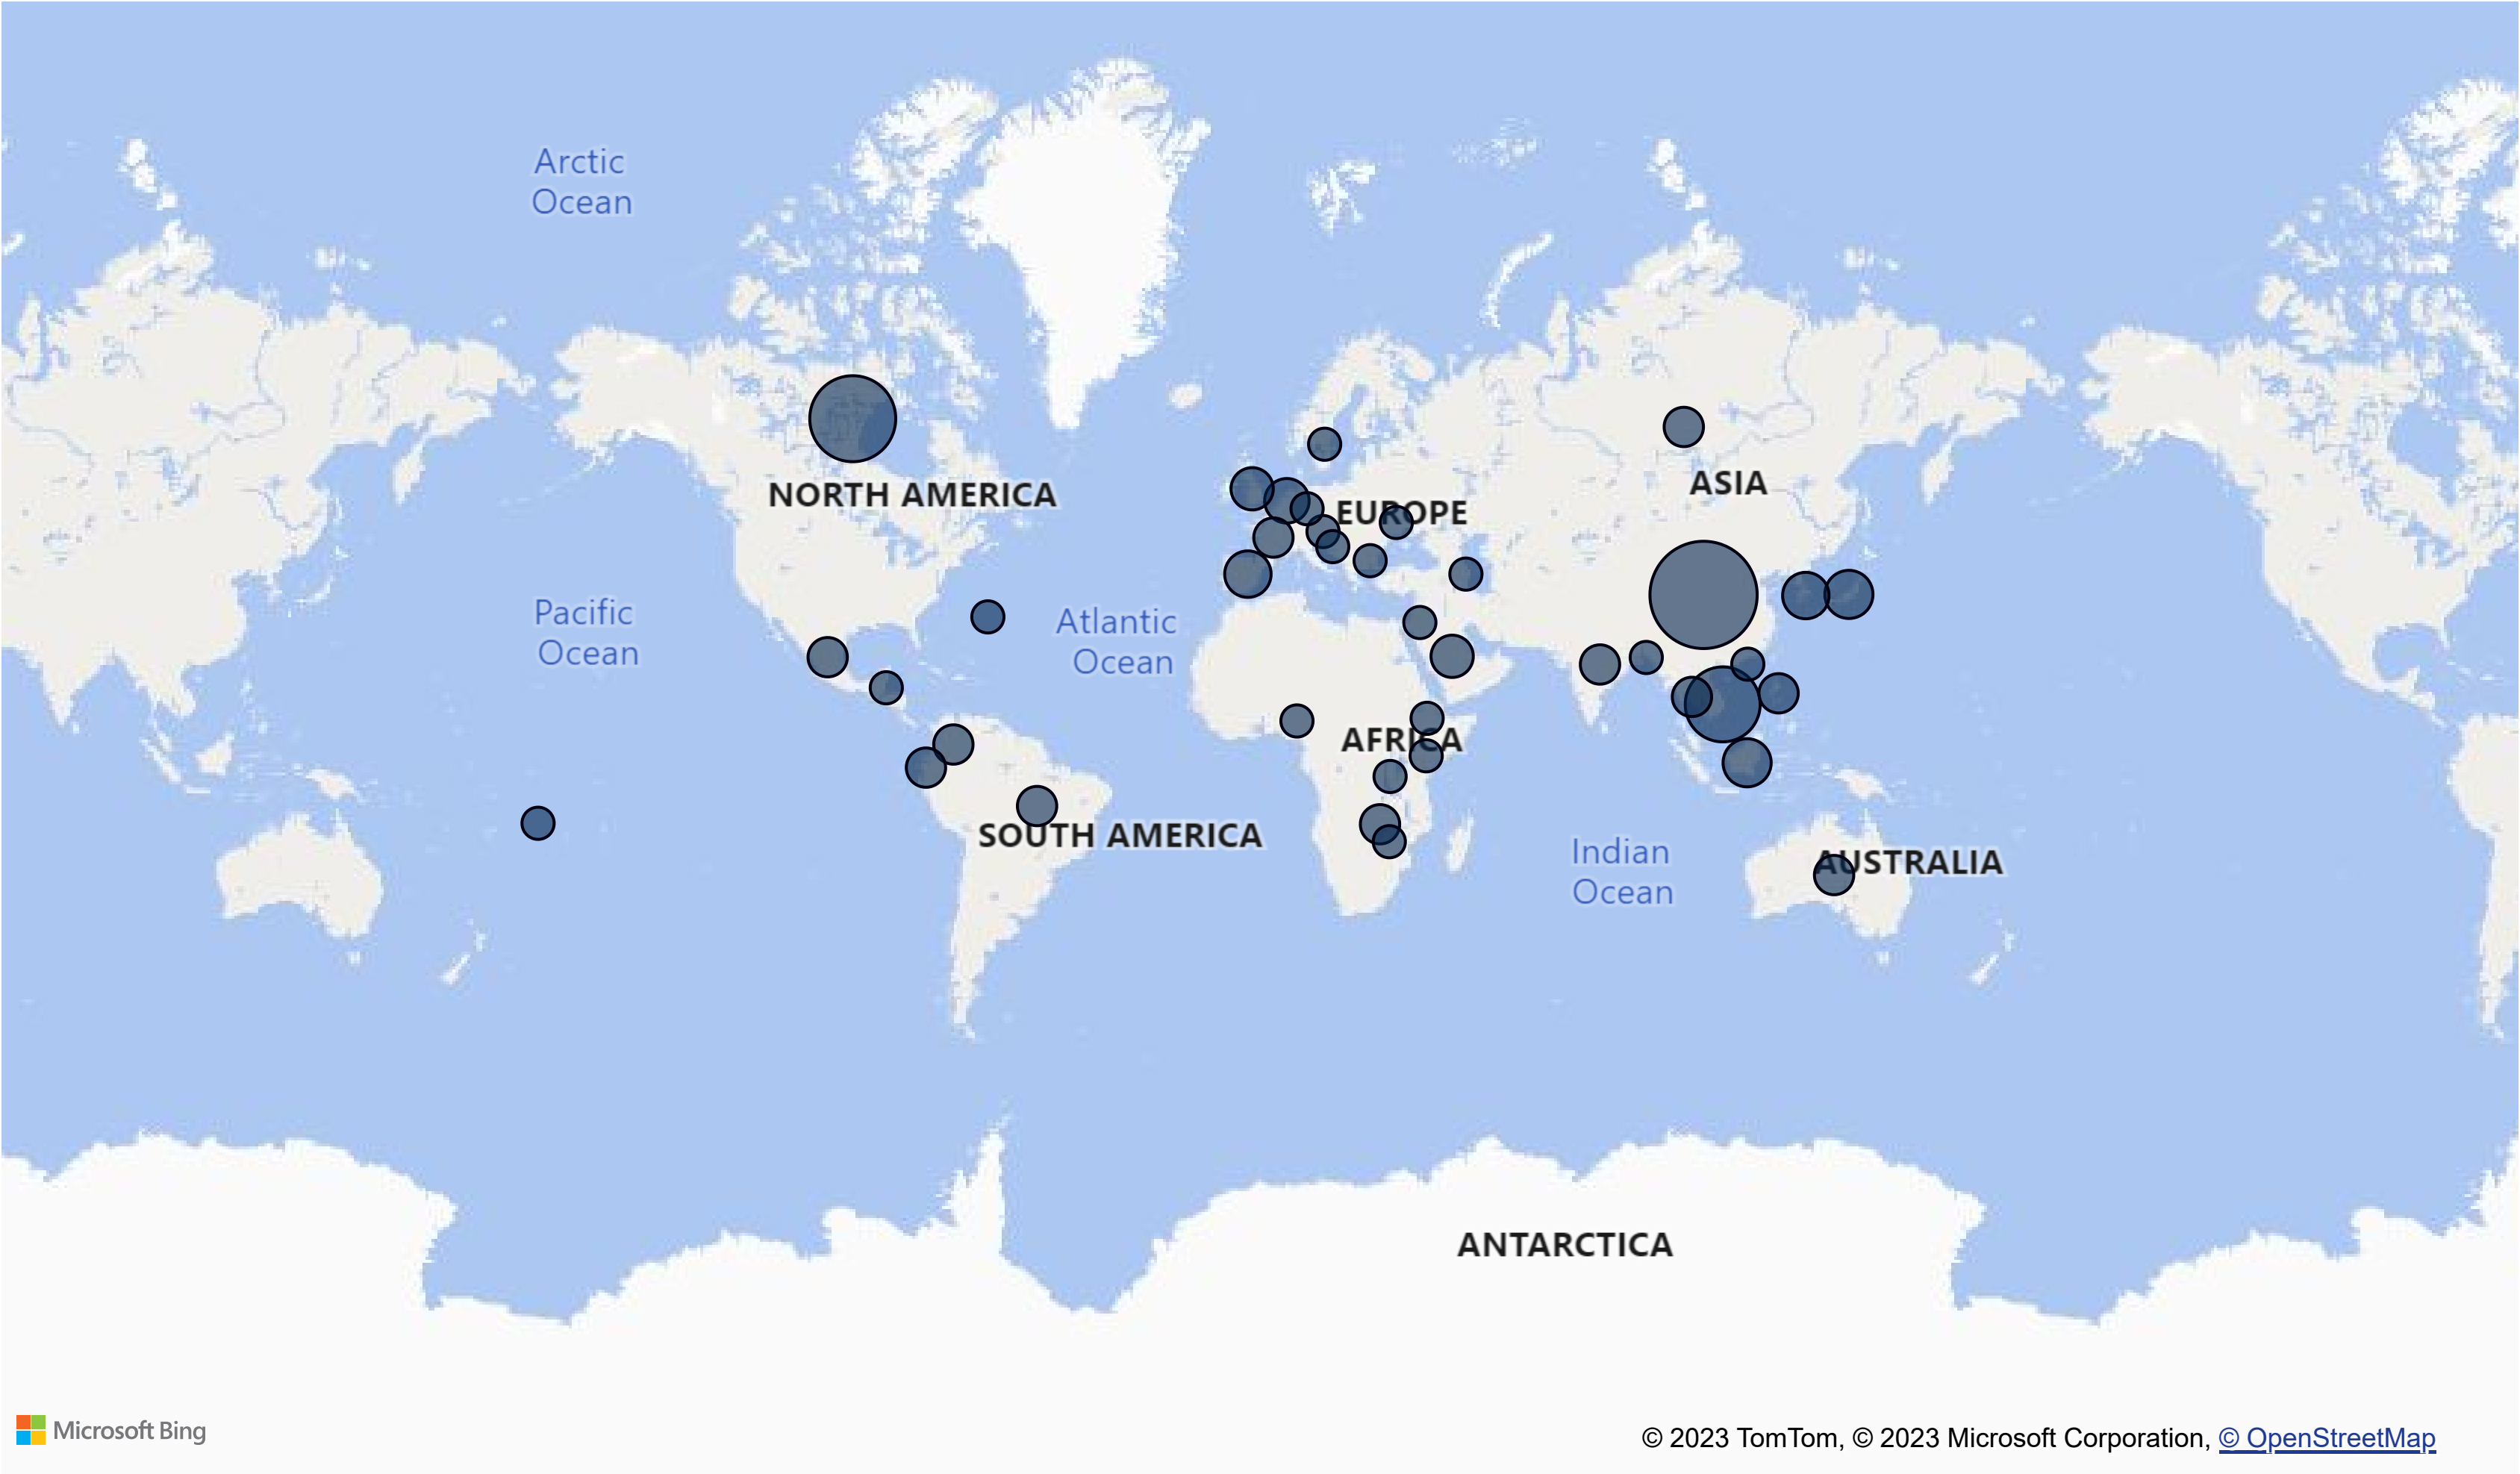 Arctic
Ocean
NORTH AMERICA
ASIA
EUROPE
Pacific
Ocean
Atlantic
Ocean
AFRICA
SOUTH AMERICA
Indian
Ocean
AUSTRALIA
ANTARCTICA
Microsoft Bing
© 2023 TomTom, © 2023 Microsoft Corporation, © OpenStreetMap